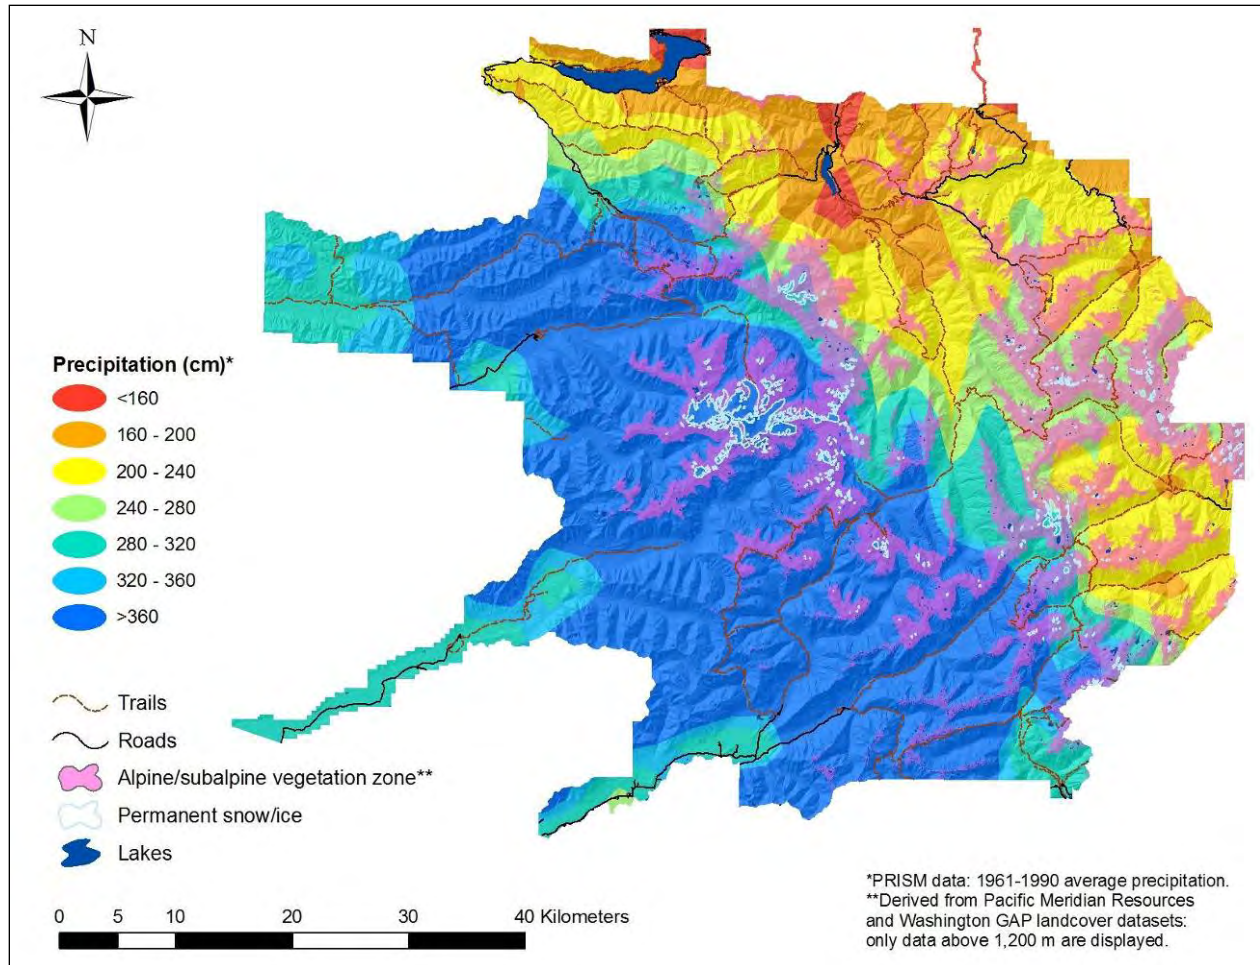 N
Precipitation (cm)*
<160
160 - 200
200 - 240
240 - 280
280 - 320
320 - 360
>360
Trails
Roads
Alpine/subalpine vegetation zone**
Permanent snow/ice
Lakes
0 5 10 20 30 40 Kilometers
*PRISM data: 1961-1990 average precipitation.
**Derived from Pacific Meridian Resources
and Washington GAP landcover datasets:
only data above 1,200 m are displayed.